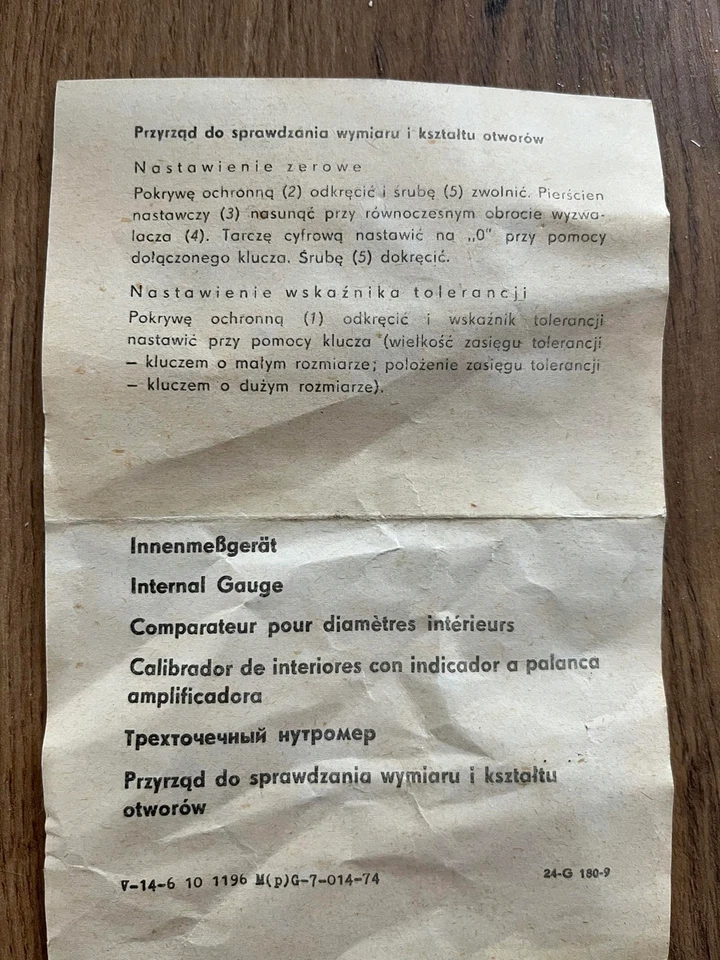 Przyrząd do sprawdzania wymiaru i kształtu otworów
Nastawienie zerowe
Pokrywę ochronną (2) odkręcić i śrubę (5) zwolnić. Pierścien
nastawczy (3) nasunąć przy równoczesnym obrocie wyzwa-
lacza (4). Tarczę cyfrową nastawić na „0" przy pomocy
dołączonego klucza. Śrubę (5) dokręcić.
Nastawienie wskaźnika tolerancji
Pokrywę ochronną (1) odkręcić i wskaźnik tolerancji
nastawić przy pomocy klucza (wielkość zasięgu tolerancji
— kluczem o małym rozmiarze; położenie zasięgu tolerancji
— kluczem o dużym rozmiarze).
Innenmeßgerät
Internal Gauge
Comparateur pour diamètres intérieurs
Calibrador de interiores con indicador a palanca
amplificadora
Трехточечный нутромер
Przyrząd do sprawdzania wymiaru i kształtu
otworów
V-14-6 10 1196 M(p)G-7-014-74
24-G 180-9